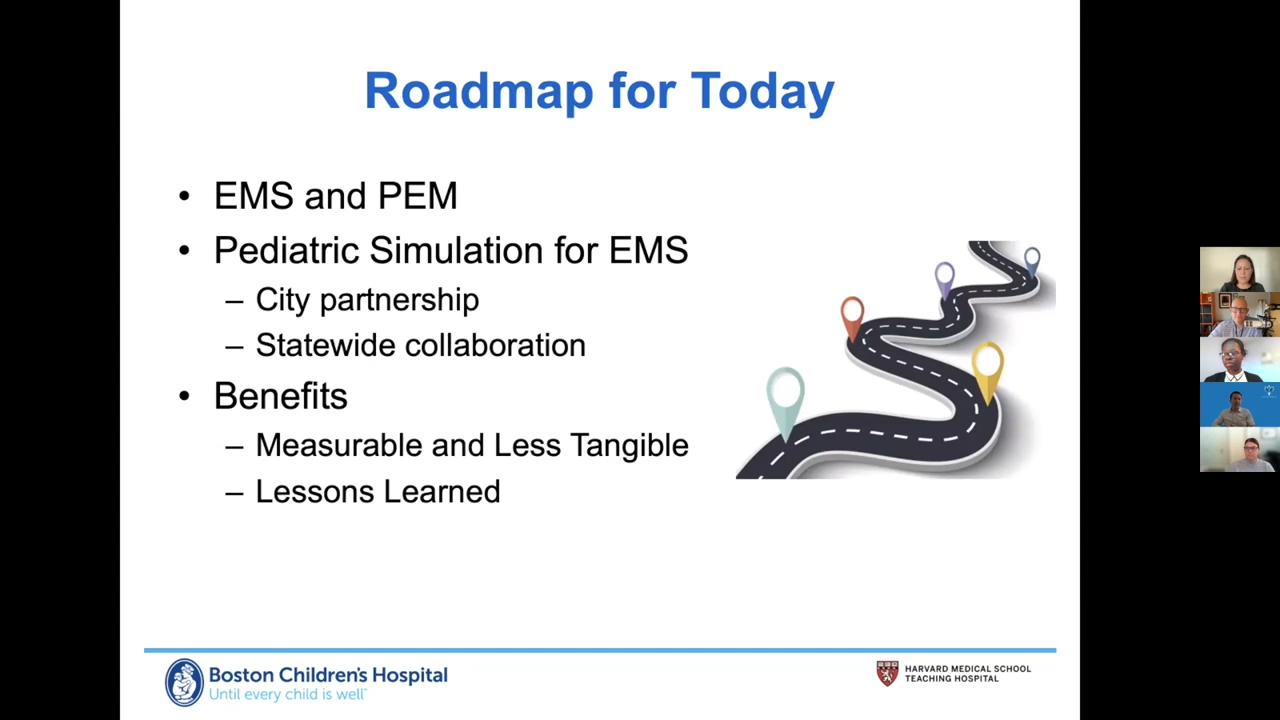 Roadmap for Today
• EMS and PEM
• Pediatric Simulation for EMS
– City partnership
– Statewide collaboration
• Benefits
– Measurable and Less Tangible
– Lessons Learned
Boston Children's Hospital
Until every child is well™
HARVARD MEDICAL SCHOOL
TEACHING HOSPITAL